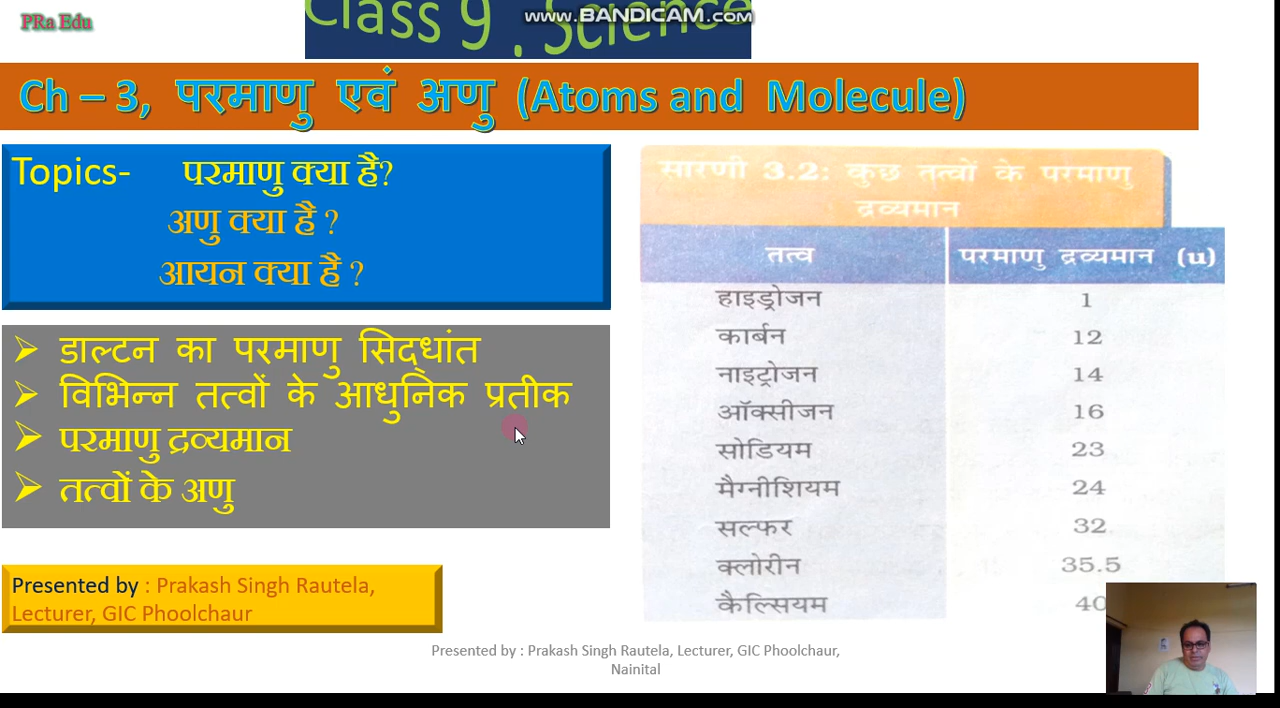 PRa Edu
www.BANDICAM.com
Class 9 , Science
Ch – 3, परमाणु एवं अणु (Atoms and Molecule)
Topics- परमाणु क्या है?
अणु क्या है ?
आयन क्या है ?
➢ डाल्टन का परमाणु सिद्धांत
➢ विभिन्न तत्वों के आधुनिक प्रतीक
➢ परमाणु द्रव्यमान
➢ तत्वों के अणु
Presented by : Prakash Singh Rautela,
Lecturer, GIC Phoolchaur
सारणी 3.2: कुछ तत्वों के परमाणु
द्रव्यमान
तत्व परमाणु द्रव्यमान (u)
हाइड्रोजन 1
कार्बन 12
नाइट्रोजन 14
ऑक्सीजन 16
सोडियम 23
मैग्नीशियम 24
सल्फर 32
क्लोरीन 35.5
कैल्सियम 40
Presented by : Prakash Singh Rautela, Lecturer, GIC Phoolchaur,
Nainital